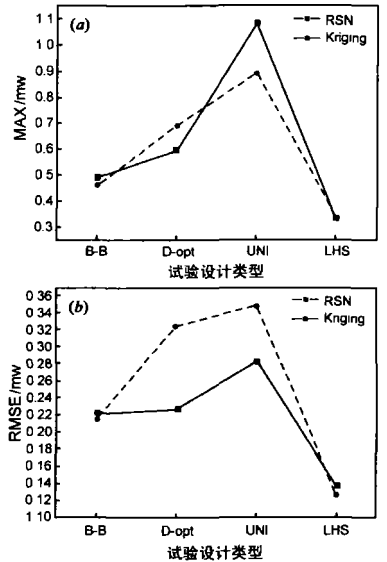 (a)
RSN
Kriging
MAX/mw
1.1
1.0
0.9
0.8
0.7
0.6
0.5
0.4
0.3
B-B
D-opt
UNI
LHS
试验设计类型
(b)
RSN
Kriging
RMSE/mw
0 36
0 34
0 32
0 30
0 28
0 26
0 24
0 22
0 20
0 18
0 16
0 14
0 12
0 10
B-B
D-opt
UNI
LHS
试验设计类型